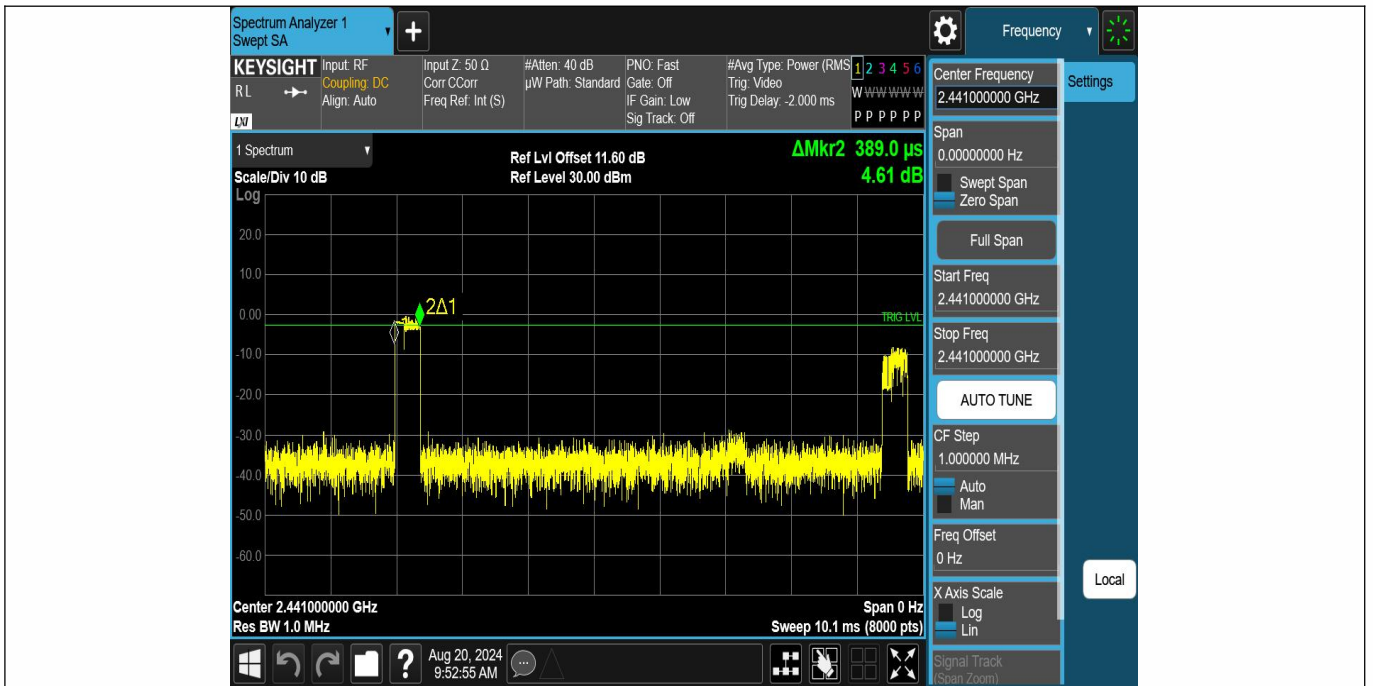 Spectrum Analyzer 1
Swept SA
+
Frequency
KEYSIGHT
RL
LXI
Input: RF
Coupling: DC
Align: Auto
Input Z: 50 Ω
Corr CCorr
Freq Ref: Int (S)
#Atten: 40 dB
µW Path: Standard
PNO: Fast
Gate: Off
IF Gain: Low
Sig Track: Off
#Avg Type: Power (RMS
Trig: Video
Trig Delay: -2.000 ms
1 2 3 4 5 6
W W W W W W
P P P P P P
1 Spectrum
Scale/Div 10 dB
Ref Lvl Offset 11.60 dB
Ref Level 30.00 dBm
ΔMkr2 389.0 µs
4.61 dB
Log
20.0
10.0
0.00
-10.0
-20.0
-30.0
-40.0
-50.0
-60.0
2Δ1
TRIG LVL
Center 2.441000000 GHz
Res BW 1.0 MHz
Span 0 Hz
Sweep 10.1 ms (8000 pts)
Center Frequency
2.441000000 GHz
Settings
Span
0.00000000 Hz
Swept Span
Zero Span
Full Span
Start Freq
2.441000000 GHz
Stop Freq
2.441000000 GHz
AUTO TUNE
CF Step
1.000000 MHz
Auto
Man
Freq Offset
0 Hz
X Axis Scale
Log
Lin
Signal Track
(Span Zoom)
Local
?
Aug 20, 2024
9:52:55 AM